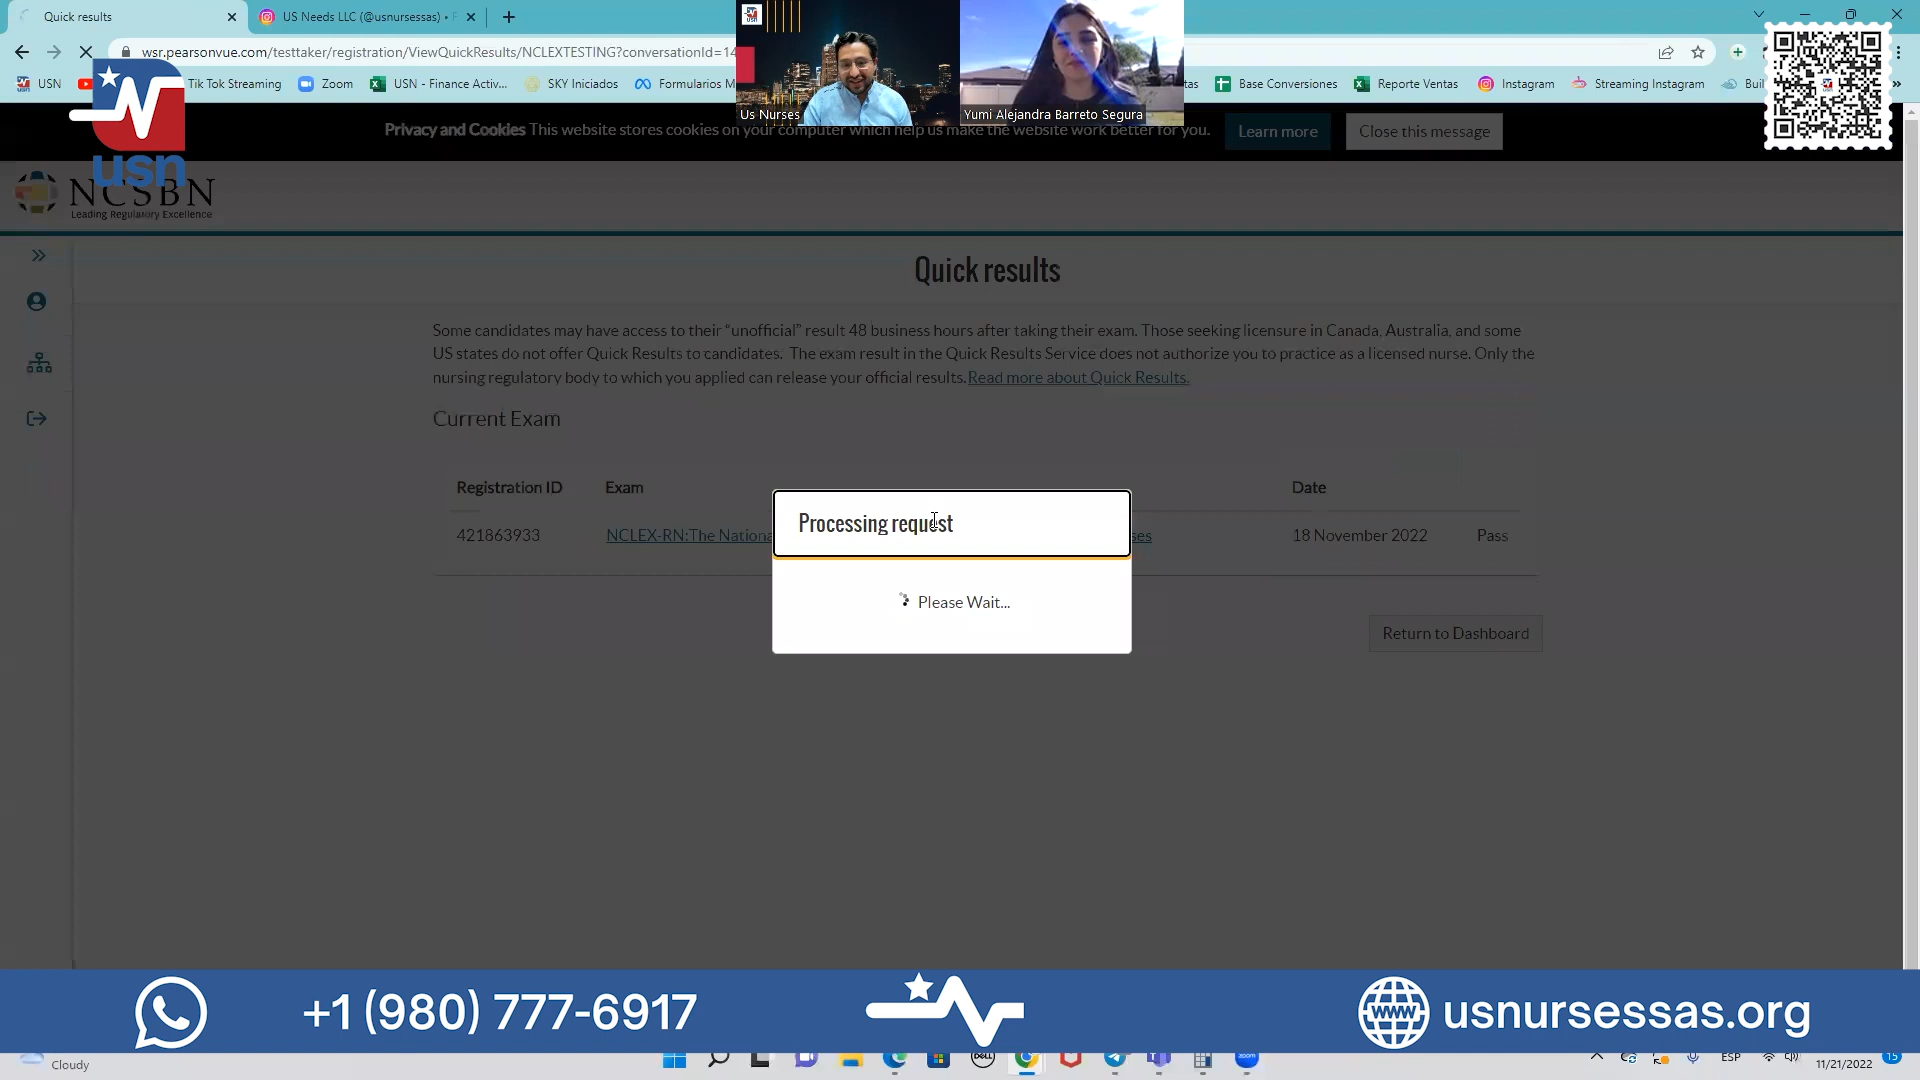 Quick results
US Needs LLC (@usnursessas) • F
wsr.pearsonvue.com/testtaker/registration/ViewQuickResults/NCLEXTESTING?conversationId=14
USN
Tik Tok Streaming
Zoom
USN - Finance Activ...
SKY Iniciados
Formularios M
tas
Base Conversiones
Reporte Ventas
Instagram
Streaming Instagram
Buil
»
Us Nurses
Yumi Alejandra Barreto Segura
Privacy and Cookies This website stores cookies on your computer which help us make the website work better for you.
Learn more
Close this message
usn
NCSBN
Leading Regulatory Excellence
Quick results
Some candidates may have access to their “unofficial” result 48 business hours after taking their exam. Those seeking licensure in Canada, Australia, and some
US states do not offer Quick Results to candidates. The exam result in the Quick Results Service does not authorize you to practice as a licensed nurse. Only the
nursing regulatory body to which you applied can release your official results. Read more about Quick Results.
Current Exam
Registration ID Exam Date
421863933 NCLEX-RN:The Nationa ses 18 November 2022 Pass
Processing request
Please Wait...
Return to Dashboard
+1 (980) 777-6917
WWW
usnursessas.org
Cloudy
DELL
zoom
ESP
11/21/2022
15